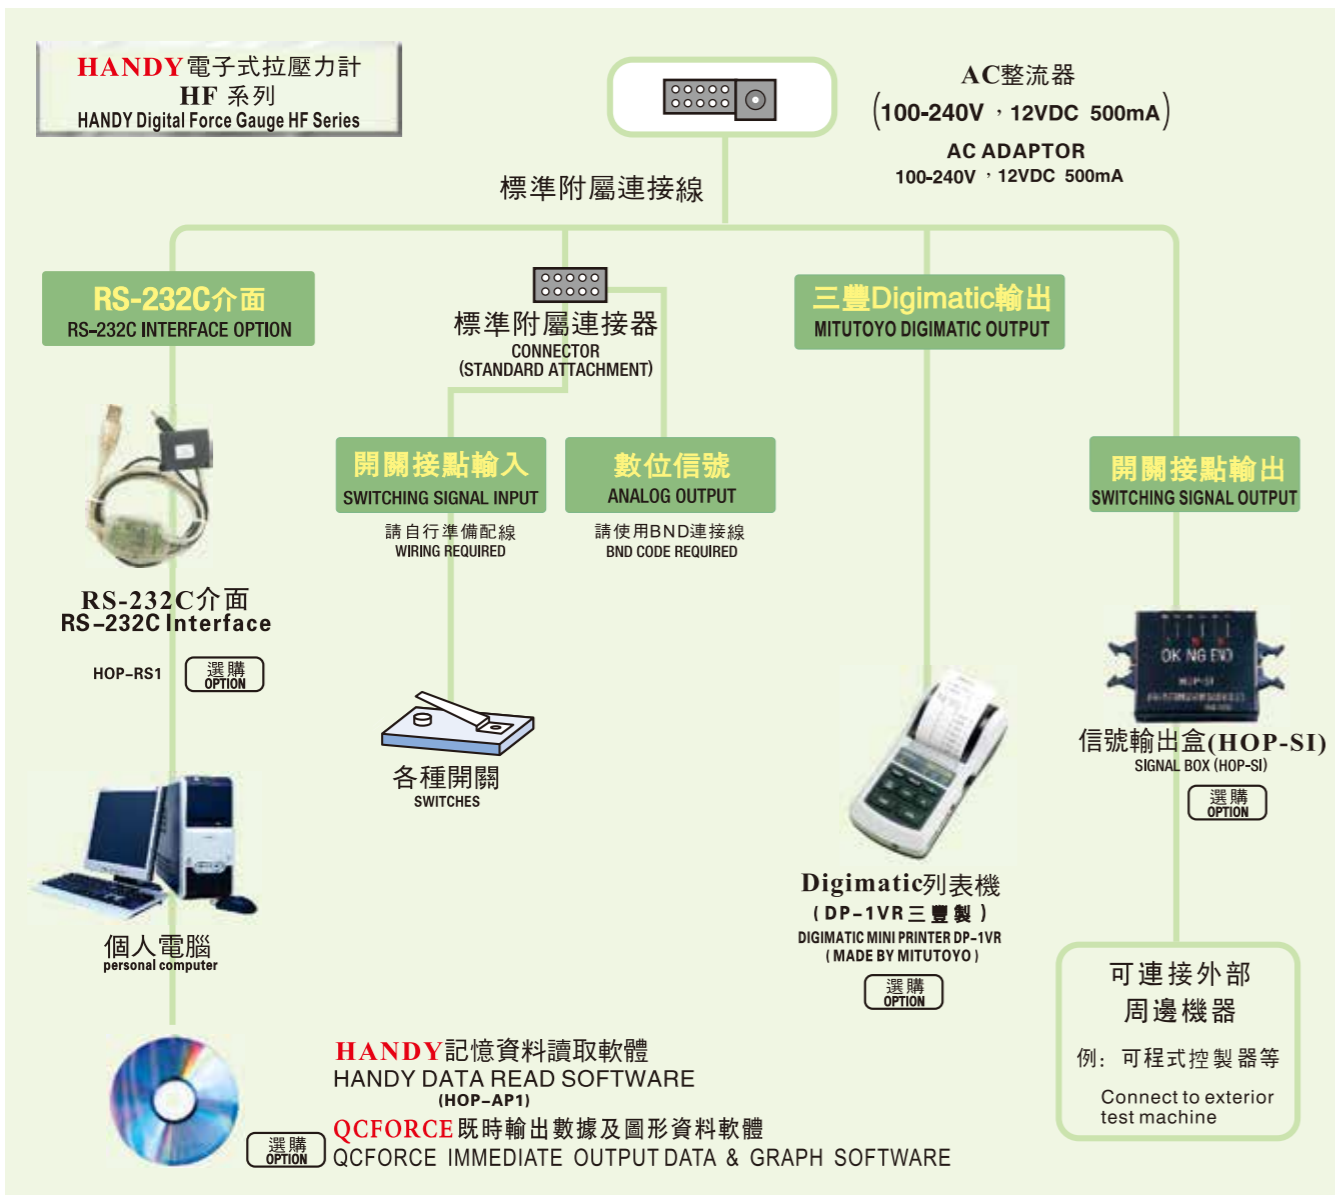 HANDY電子式拉壓力計
HF 系列
HANDY Digital Force Gauge HF Series
AC整流器
(100-240V，12VDC 500mA)
AC ADAPTOR
100-240V，12VDC 500mA
標準附屬連接線
RS-232C介面
RS-232C INTERFACE OPTION
標準附屬連接器
CONNECTOR
(STANDARD ATTACHMENT)
三豐Digimatic輸出
MITUTOYO DIGIMATIC OUTPUT
開關接點輸入
SWITCHING SIGNAL INPUT
請自行準備配線
WIRING REQUIRED
數位信號
ANALOG OUTPUT
請使用BND連接線
BND CODE REQUIRED
開關接點輸出
SWITCHING SIGNAL OUTPUT
RS-232C介面
RS-232C Interface
HOP-RS1
選購
OPTION
各種開關
SWITCHES
OK NG END
HOP-SI
信號輸出盒(HOP-SI)
SIGNAL BOX (HOP-SI)
選購
OPTION
個人電腦
personal computer
Digimatic列表機
(DP-1VR三豐製)
DIGIMATIC MINI PRINTER DP-1VR
(MADE BY MITUTOYO)
選購
OPTION
可連接外部
周邊機器
例: 可程式控製器等
Connect to exterior
test machine
HANDY記憶資料讀取軟體
HANDY DATA READ SOFTWARE
(HOP-AP1)
QCFORCE既時輸出數據及圖形資料軟體
QCFORCE IMMEDIATE OUTPUT DATA & GRAPH SOFTWARE
選購
OPTION